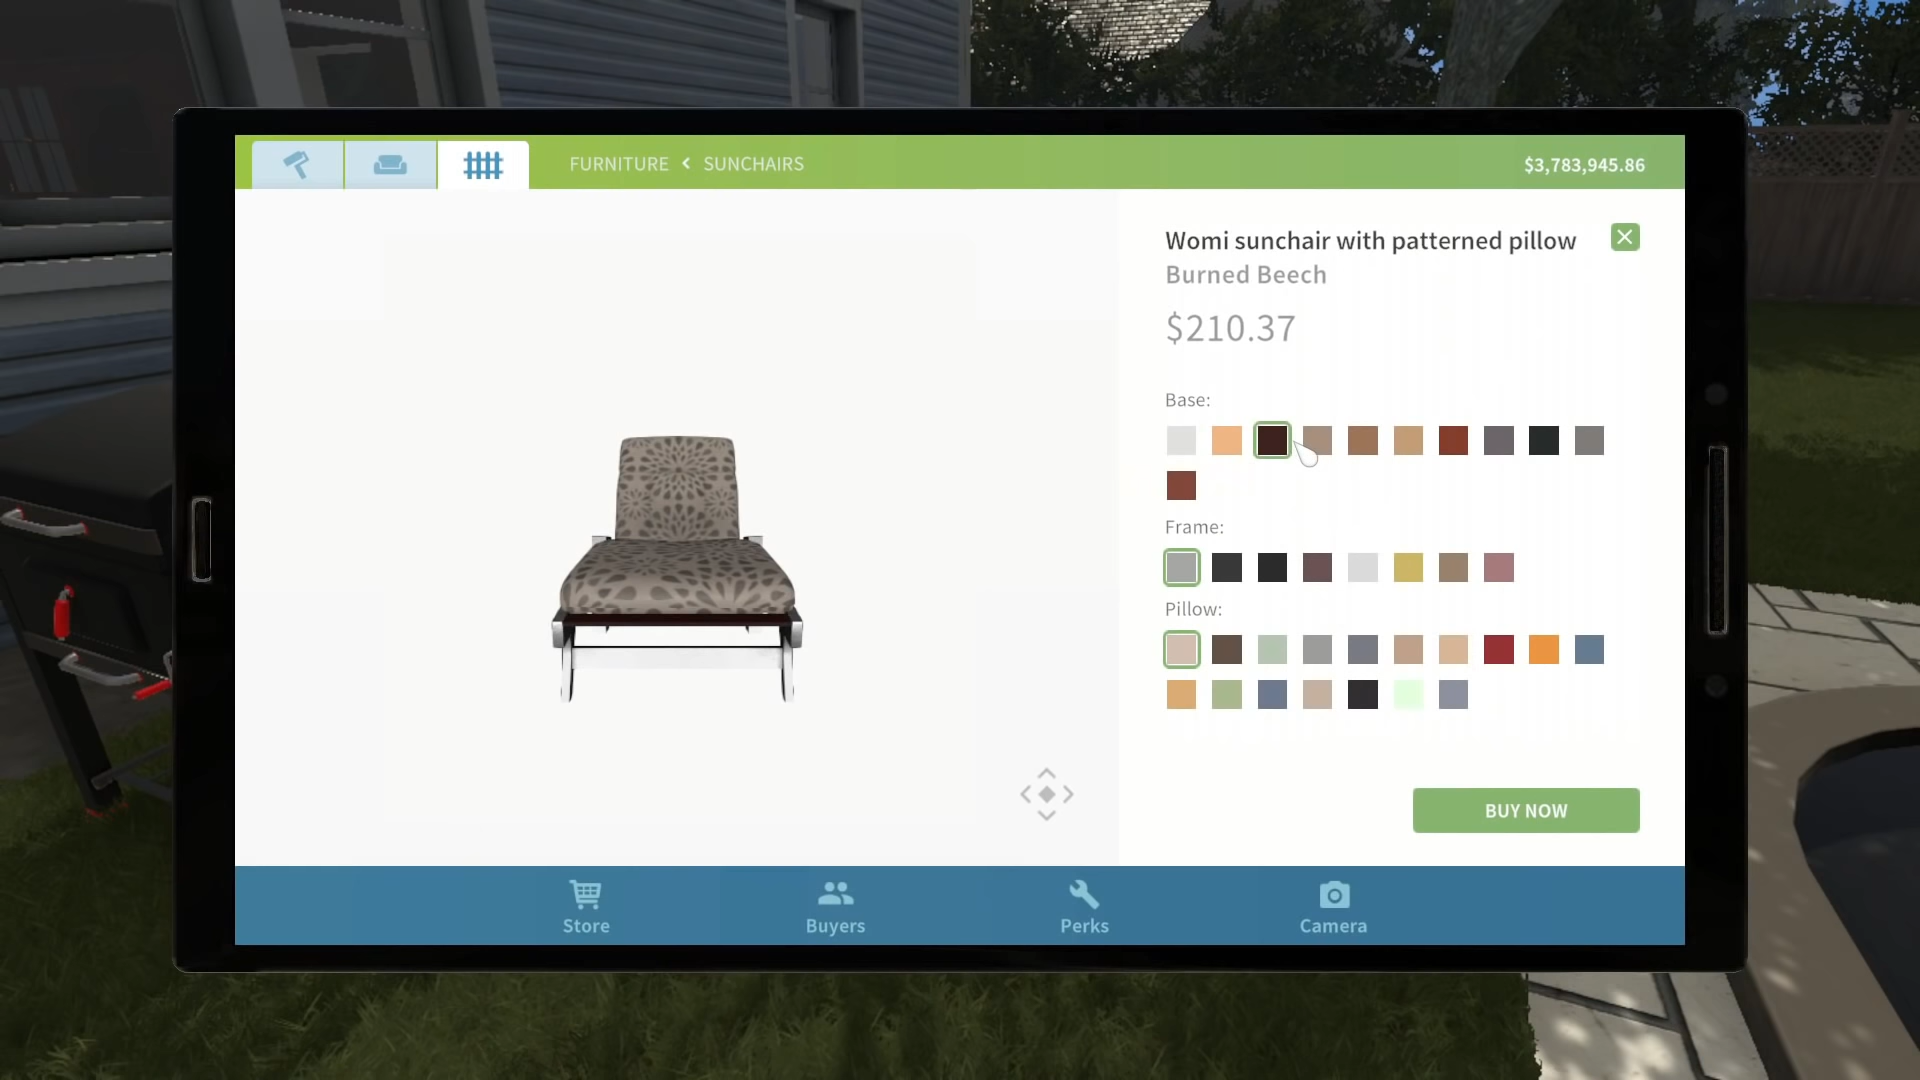 FURNITURE < SUNCHAIRS
$3,783,945.86
Womi sunchair with patterned pillow
Burned Beech
$210.37
Base:
Frame:
Pillow:
BUY NOW
Store
Buyers
Perks
Camera